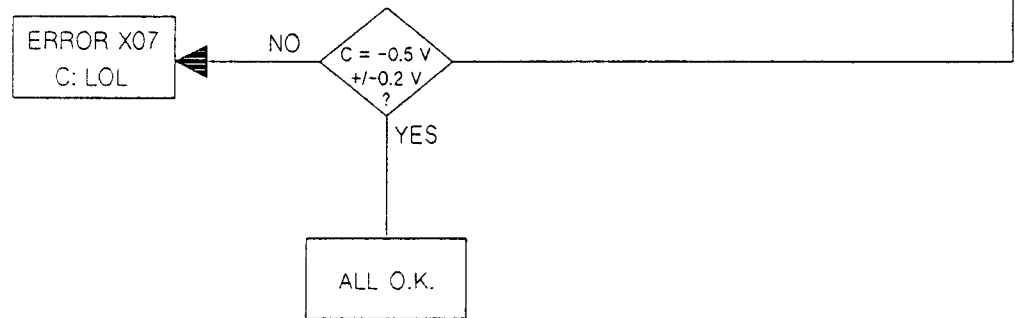 ERROR X07
C: LOL
NO
C = -0.5 V
+/-0.2 V
?
YES
ALL O.K.